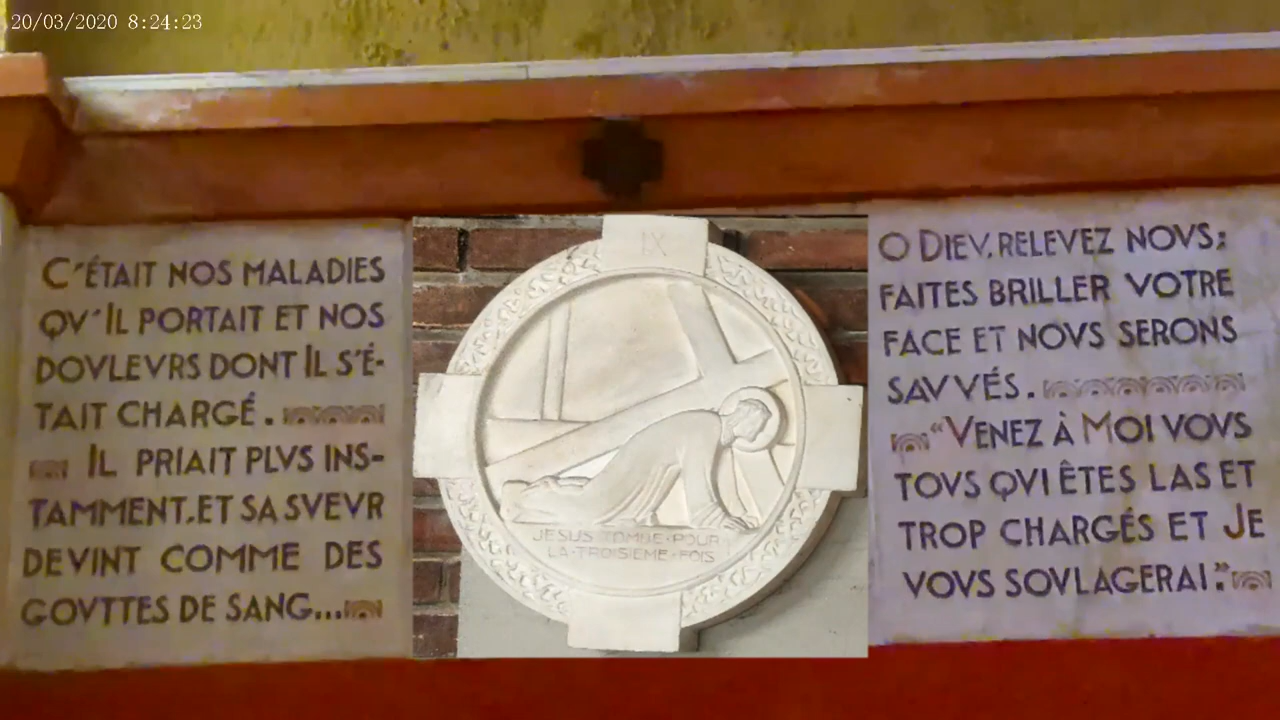 20/03/2020 8:24:23
C'ÉTAIT NOS MALADIES
QV'IL PORTAIT ET NOS
DOVLEVRS DONT IL S'É-
TAIT CHARGÉ.
IL PRIAIT PLVS INS-
TAMMENT, ET SA SVEVR
DEVINT COMME DES
GOVTTES DE SANG...
IX
JESUS TOMBE·POUR
LA·TROISIEME·FOIS
O DIEV, RELEVEZ NOVS;
FAITES BRILLER VOTRE
FACE ET NOVS SERONS
SAVVÉS.
"VENEZ À MOI VOVS
TOVS QVI ÊTES LAS ET
TROP CHARGÉS ET JE
VOVS SOVLAGERAI."